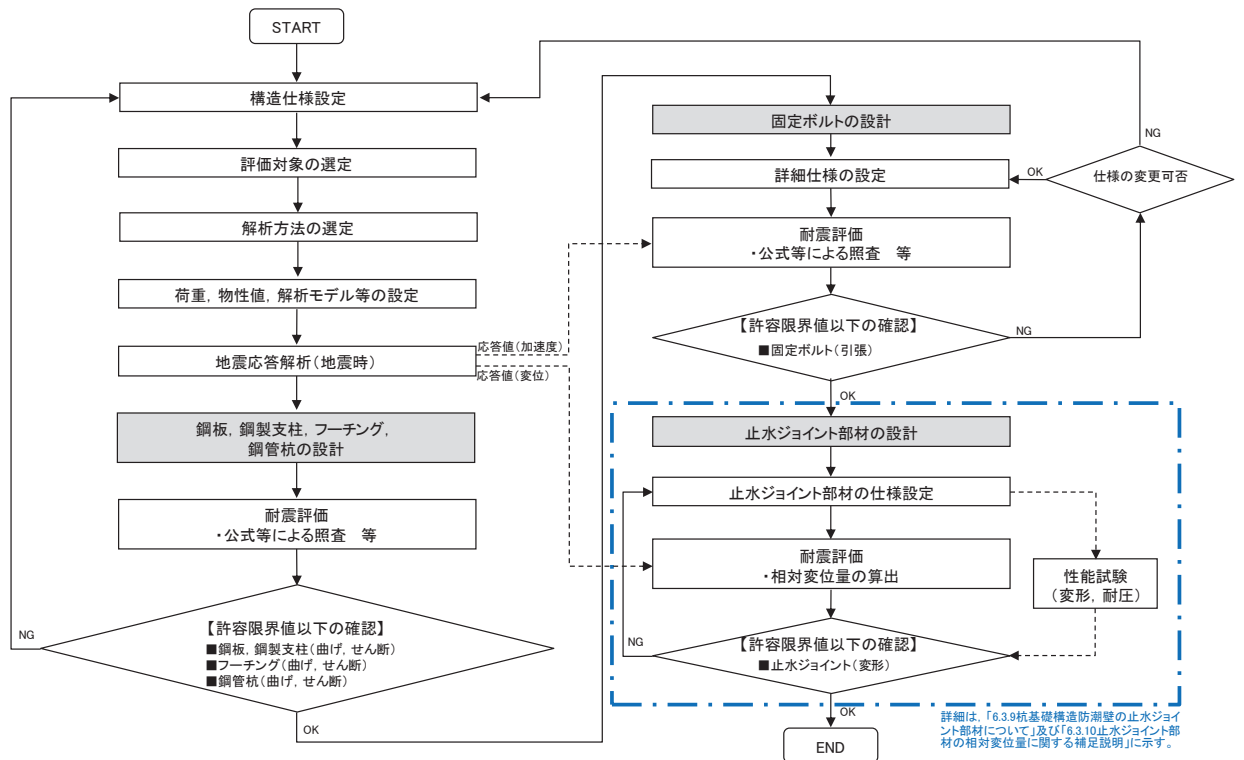 START
構造仕様設定
評価対象の選定
解析方法の選定
荷重，物性値，解析モデル等の設定
地震応答解析（地震時）
応答値（加速度）
応答値（変位）
鋼板，鋼製支柱，フーチング，
鋼管杭の設計
耐震評価
・公式等による照査　等
【許容限界値以下の確認】
■鋼板，鋼製支柱（曲げ，せん断）
■フーチング（曲げ，せん断）
■鋼管杭（曲げ，せん断）
NG
OK
固定ボルトの設計
詳細仕様の設定
OK
仕様の変更可否
NG
耐震評価
・公式等による照査　等
【許容限界値以下の確認】
■固定ボルト（引張）
NG
OK
止水ジョイント部材の設計
止水ジョイント部材の仕様設定
耐震評価
・相対変位量の算出
性能試験
（変形，耐圧）
【許容限界値以下の確認】
■止水ジョイント（変形）
NG
OK
END
詳細は，「6.3.9杭基礎構造防潮壁の止水ジョイ
ント部材について」及び「6.3.10止水ジョイント部
材の相対変位量に関する補足説明」に示す。